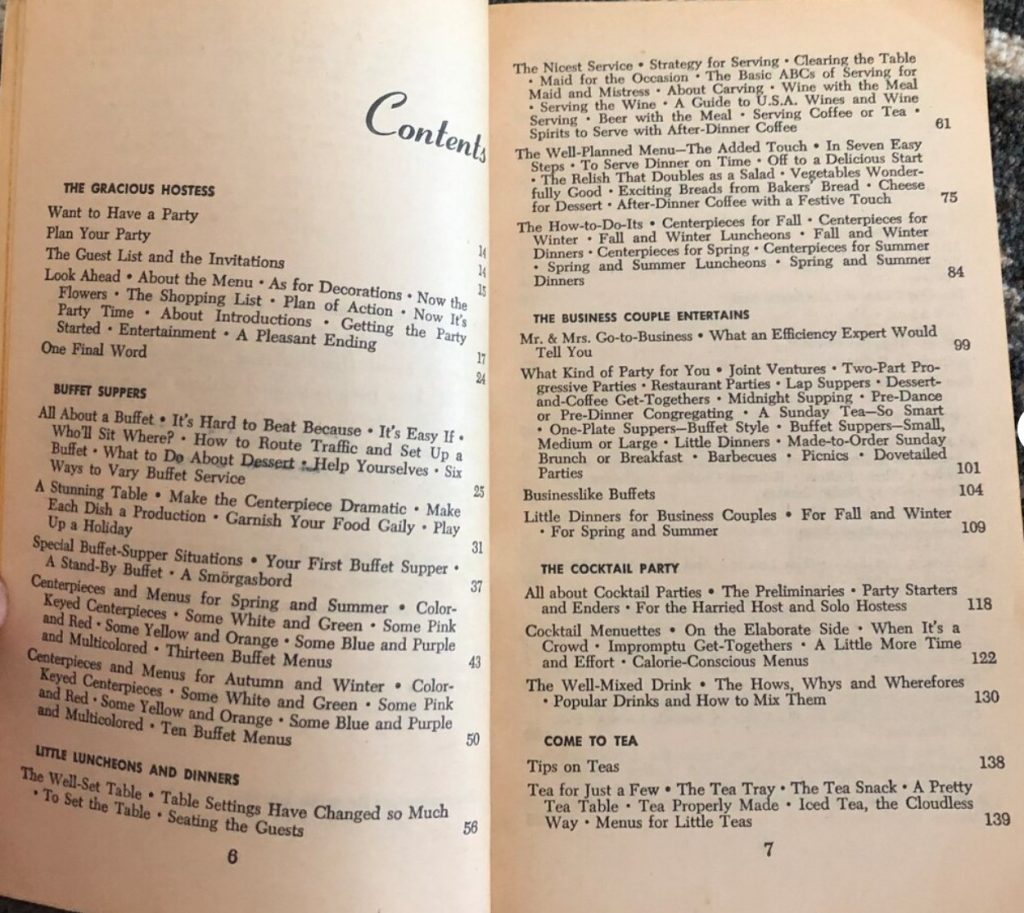 Contents
THE GRACIOUS HOSTESS
Want to Have a Party 14
Plan Your Party 14
The Guest List and the Invitations 15
Look Ahead • About the Menu • As for Decorations • Now the
Flowers • The Shopping List • Plan of Action • Now It's
Party Time • About Introductions • Getting the Party
Started • Entertainment • A Pleasant Ending 17
One Final Word 24
BUFFET SUPPERS
All About a Buffet • It's Hard to Beat Because • It's Easy If •
Who'll Sit Where? • How to Route Traffic and Set Up a
Buffet • What to Do About Dessert • Help Yourselves • Six
Ways to Vary Buffet Service 25
A Stunning Table • Make the Centerpiece Dramatic • Make
Each Dish a Production • Garnish Your Food Gaily • Play
Up a Holiday 31
Special Buffet-Supper Situations • Your First Buffet Supper •
A Stand-By Buffet • A Smörgasbord 37
Centerpieces and Menus for Spring and Summer • Color-
Keyed Centerpieces • Some White and Green • Some Pink
and Red • Some Yellow and Orange • Some Blue and Purple
and Multicolored • Thirteen Buffet Menus 43
Centerpieces and Menus for Autumn and Winter • Color-
Keyed Centerpieces • Some White and Green • Some Pink
and Red • Some Yellow and Orange • Some Blue and Purple
and Multicolored • Ten Buffet Menus 50
LITTLE LUNCHEONS AND DINNERS
The Well-Set Table • Table Settings Have Changed so Much
• To Set the Table • Seating the Guests 56
6
The Nicest Service • Strategy for Serving • Clearing the Table
• Maid for the Occasion • The Basic ABCs of Serving for
Maid and Mistress • About Carving • Wine with the Meal
• Serving the Wine • A Guide to U.S.A. Wines and Wine
Serving • Beer with the Meal • Serving Coffee or Tea •
Spirits to Serve with After-Dinner Coffee 61
The Well-Planned Menu—The Added Touch • In Seven Easy
Steps • To Serve Dinner on Time • Off to a Delicious Start
• The Relish That Doubles as a Salad • Vegetables Wonder-
fully Good • Exciting Breads from Bakers' Bread • Cheese
for Dessert • After-Dinner Coffee with a Festive Touch 75
The How-to-Do-Its • Centerpieces for Fall • Centerpieces for
Winter • Fall and Winter Luncheons • Fall and Winter
Dinners • Centerpieces for Spring • Centerpieces for Summer
• Spring and Summer Luncheons • Spring and Summer
Dinners 84
THE BUSINESS COUPLE ENTERTAINS
Mr. & Mrs. Go-to-Business • What an Efficiency Expert Would
Tell You 99
What Kind of Party for You • Joint Ventures • Two-Part Pro-
gressive Parties • Restaurant Parties • Lap Suppers • Dessert-
and-Coffee Get-Togethers • Midnight Supping • Pre-Dance
or Pre-Dinner Congregating • A Sunday Tea—So Smart
• One-Plate Suppers—Buffet Style • Buffet Suppers—Small,
Medium or Large • Little Dinners • Made-to-Order Sunday
Brunch or Breakfast • Barbecues • Picnics • Dovetailed
Parties 101
Businesslike Buffets 104
Little Dinners for Business Couples • For Fall and Winter
• For Spring and Summer 109
THE COCKTAIL PARTY
All about Cocktail Parties • The Preliminaries • Party Starters
and Enders • For the Harried Host and Solo Hostess 118
Cocktail Menuettes • On the Elaborate Side • When It's a
Crowd • Impromptu Get-Togethers • A Little More Time
and Effort • Calorie-Conscious Menus 122
The Well-Mixed Drink • The Hows, Whys and Wherefores
• Popular Drinks and How to Mix Them 130
COME TO TEA
Tips on Teas 138
Tea for Just a Few • The Tea Tray • The Tea Snack • A Pretty
Tea Table • Tea Properly Made • Iced Tea, the Cloudless
Way • Menus for Little Teas 139
7